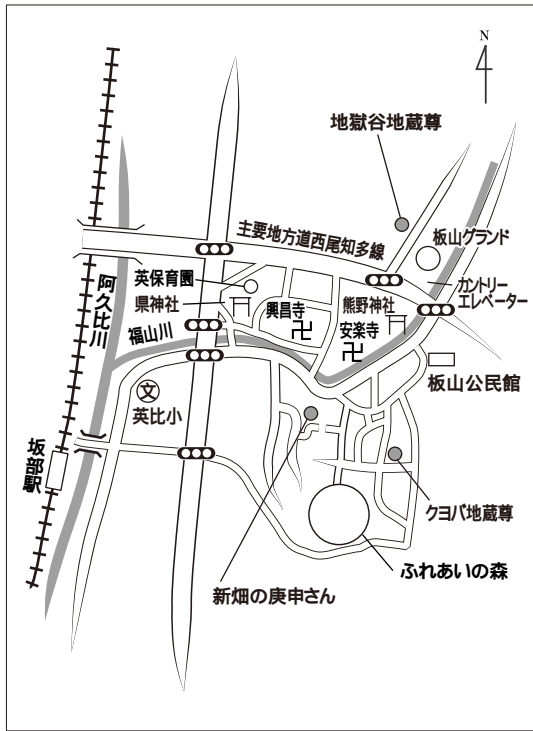 N
地獄谷地蔵尊
主要地方道西尾知多線
板山グランド
カントリー
エレベーター
英保育園
県神社
興昌寺
熊野神社
安楽寺
阿久比川
福山川
板山公民館
文
英比小
坂部駅
クヨバ地蔵尊
ふれあいの森
新畑の庚申さん